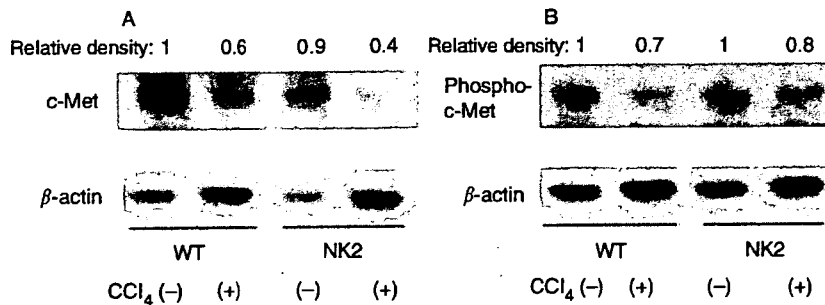 A
Relative density: 1 0.6 0.9 0.4
c-Met
β-actin
WT NK2
CCl₄ (–) (+) (–) (+)
B
Relative density: 1 0.7 1 0.8
Phospho-
c-Met
β-actin
WT NK2
(–) (+) (–) (+)